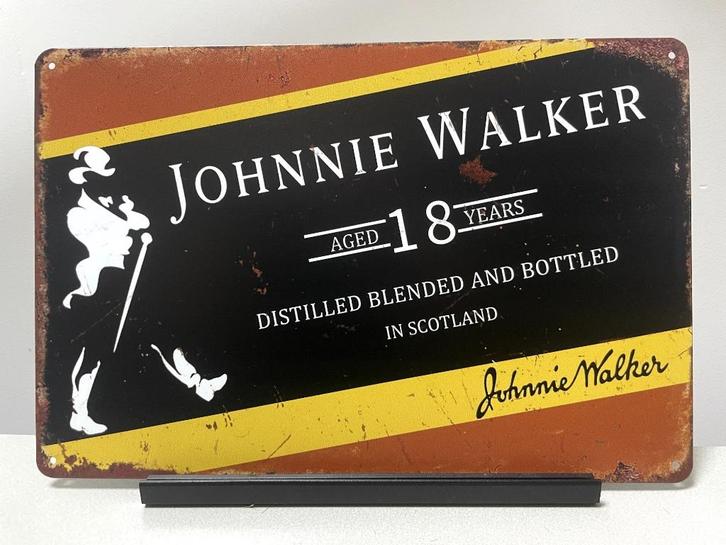 JOHNNIE WALKER
AGED 18 YEARS
DISTILLED BLENDED AND BOTTLED
IN SCOTLAND
Johnnie Walker